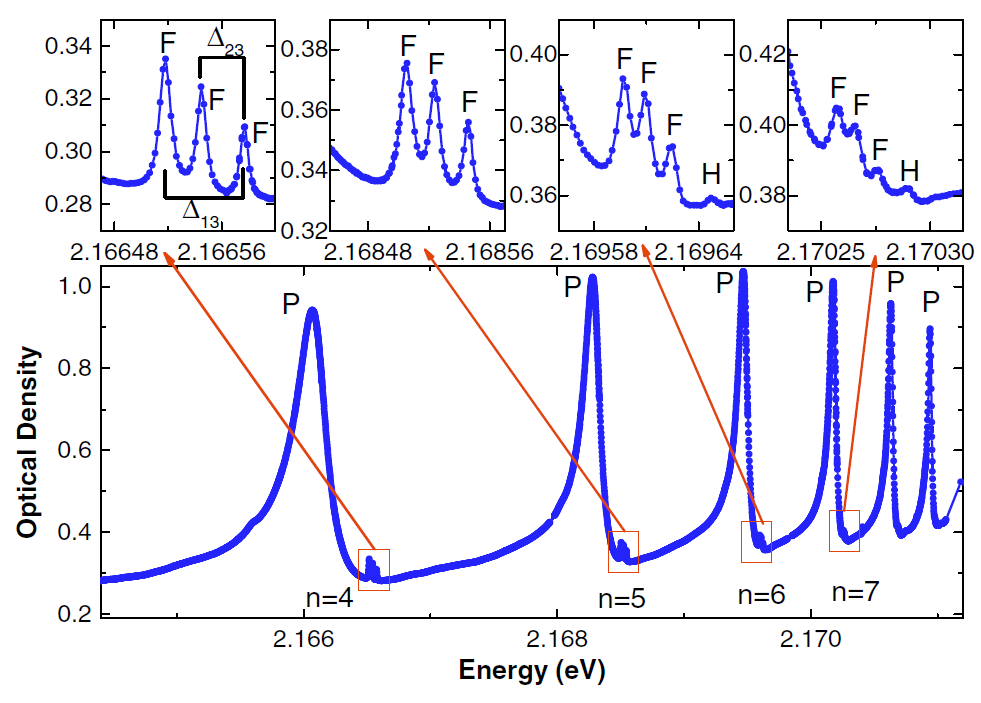 F Δ23 F F Δ13
0.34
0.32
0.30
0.28
2.16648 2.16656
F F F
0.38
0.36
0.34
0.32
2.16848 2.16856
F F F H
0.40
0.38
0.36
2.16958 2.16964
F F F H
0.42
0.40
0.38
2.17025 2.17030
P P P P P P
1.0
0.8
0.6
0.4
0.2
Optical Density
n=4 n=5 n=6 n=7
2.166 2.168 2.170
Energy (eV)